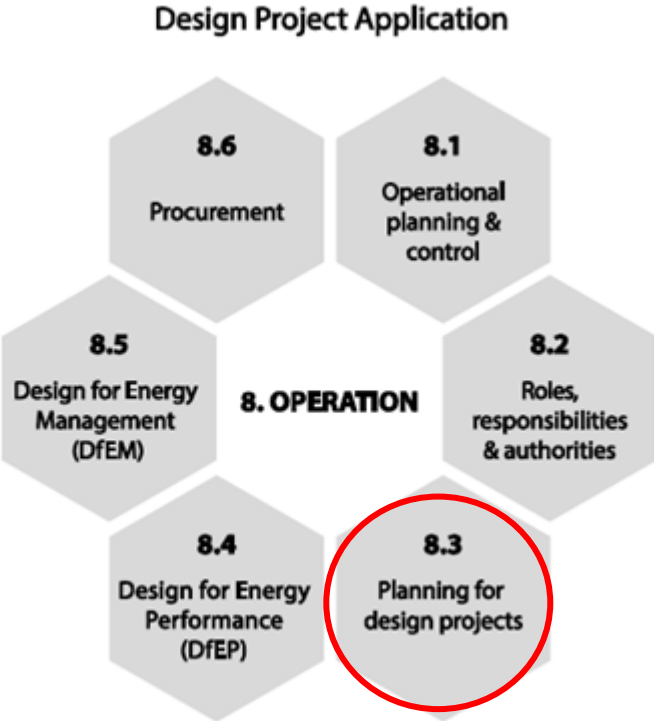 Design Project Application
8.6
Procurement
8.1
Operational
planning &
control
8.5
Design for Energy
Management
(DfEM)
8. OPERATION
8.2
Roles,
responsibilities
& authorities
8.4
Design for Energy
Performance
(DfEP)
8.3
Planning for
design projects